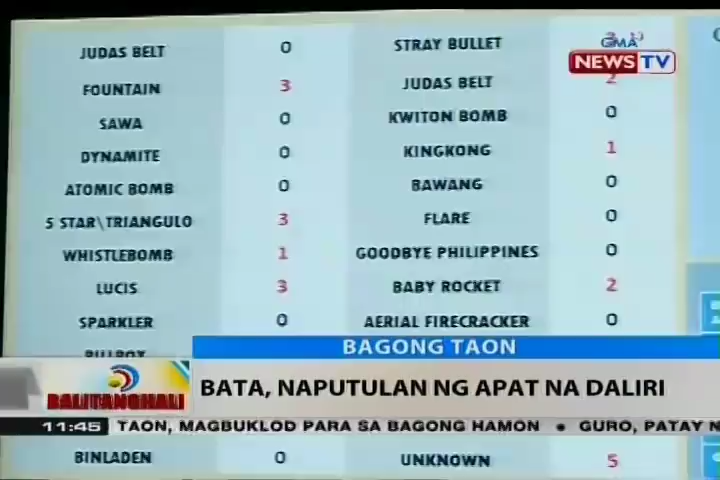 JUDAS BELT 0 STRAY BULLET
GMA
NEWS TV
FOUNTAIN 3 JUDAS BELT 2
SAWA 0 KWITON BOMB 0
DYNAMITE 0 KINGKONG 1
ATOMIC BOMB 0 BAWANG 0
5 STAR\TRIANGULO 3 FLARE 0
WHISTLEBOMB 1 GOODBYE PHILIPPINES 0
LUCIS 3 BABY ROCKET 2
SPARKLER 0 AERIAL FIRECRACKER 0
BAGONG TAON
BATA, NAPUTULAN NG APAT NA DALIRI
BALITANGHALI
11:45 TAON, MAGBUKLOD PARA SA BAGONG HAMON • GURO, PATAY N
BINLADEN 0 UNKNOWN 5